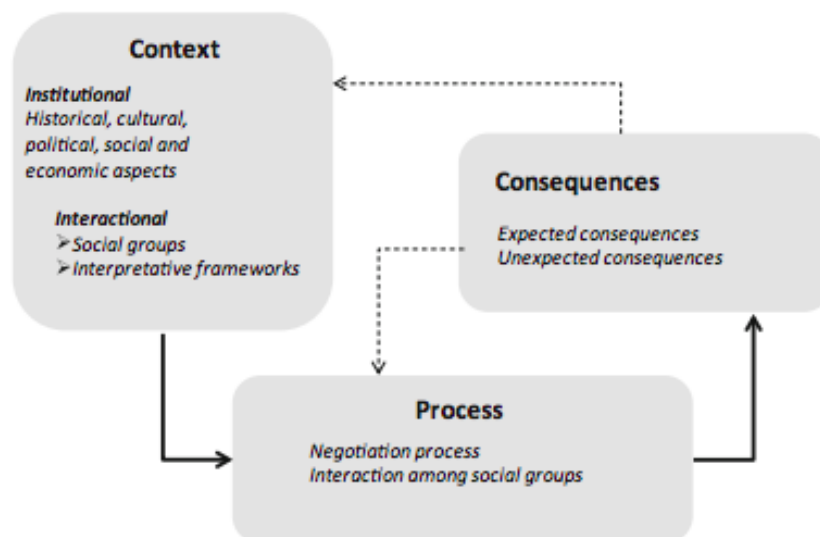 Context
Institutional
Historical, cultural,
political, social and
economic aspects
Interactional
➢Social groups
➢Interpretative frameworks
Consequences
Expected consequences
Unexpected consequences
Process
Negotiation process
Interaction among social groups